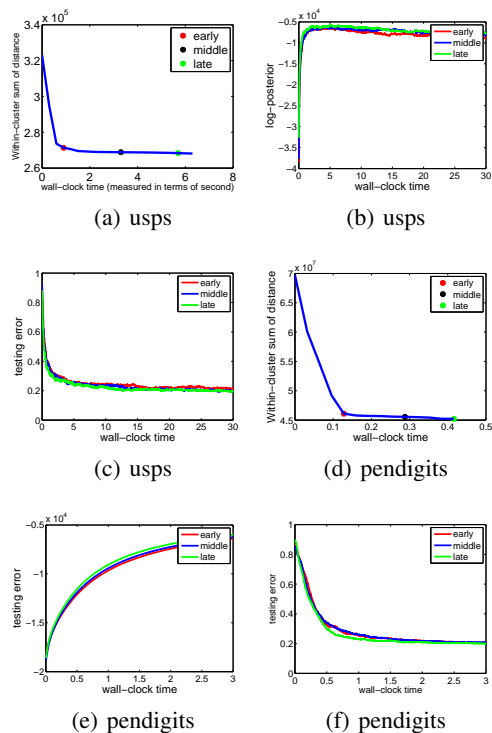 x 10^5
3.4
3.2
3
2.8
2.6
0 2 4 6 8
Within-cluster sum of distance
wall-clock time (measured in terms of second)
early
middle
late
(a) usps
x 10^4
-0.5
-1
-1.5
-2
-2.5
-3
-3.5
-4
0 5 10 15 20 25 30
log-posterior
wall-clock time
early
middle
late
(b) usps
1
0.8
0.6
0.4
0.2
0
0 5 10 15 20 25 30
testing error
wall-clock time
early
middle
late
(c) usps
x 10^7
7
6.5
6
5.5
5
4.5
0 0.1 0.2 0.3 0.4 0.5
Within-cluster sum of distance
wall-clock time
early
middle
late
(d) pendigits
x 10^4
-0.5
-1
-1.5
-2
0 0.5 1 1.5 2 2.5 3
testing error
wall-clock time
early
middle
late
(e) pendigits
1
0.8
0.6
0.4
0.2
0
0 0.5 1 1.5 2 2.5 3
testing error
wall-clock time
early
middle
late
(f) pendigits